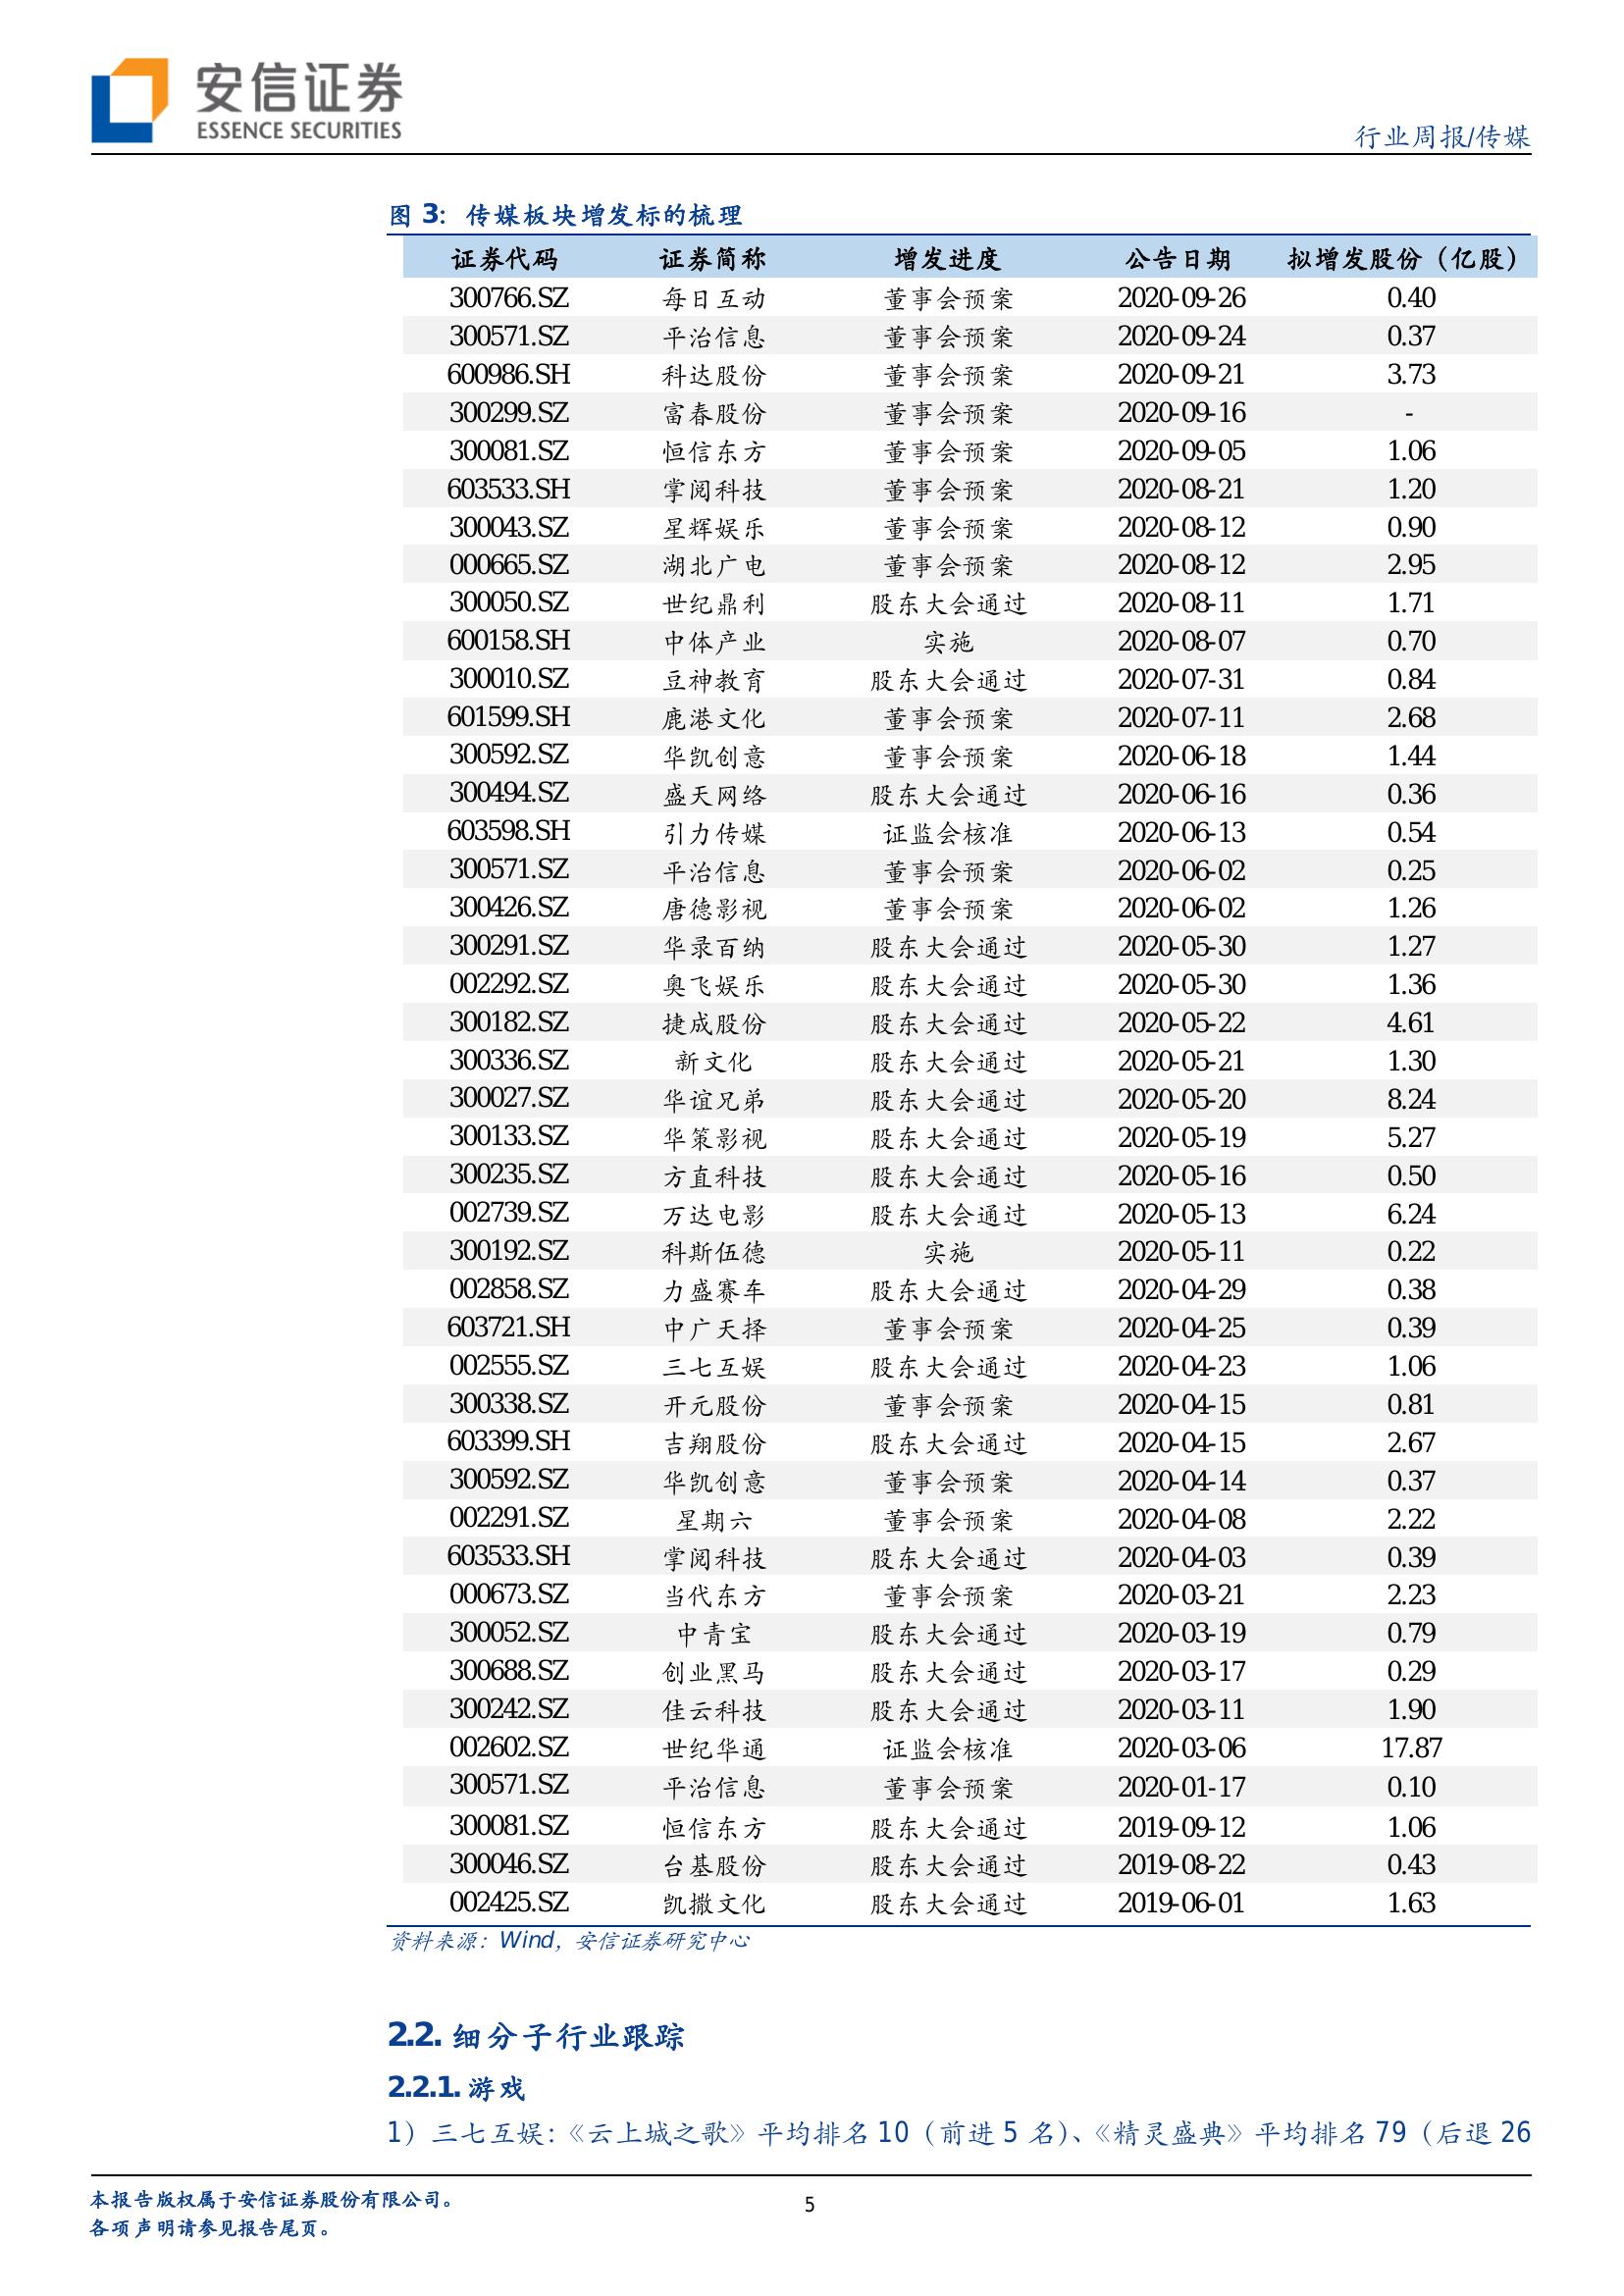 安信证券
ESSENCE SECURITIES
行业周报/传媒
图 3：传媒板块增发标的梳理
证券代码 证券简称 增发进度 公告日期 拟增发股份（亿股）
300766.SZ 每日互动 董事会预案 2020-09-26 0.40
300571.SZ 平治信息 董事会预案 2020-09-24 0.37
600986.SH 科达股份 董事会预案 2020-09-21 3.73
300299.SZ 富春股份 董事会预案 2020-09-16 -
300081.SZ 恒信东方 董事会预案 2020-09-05 1.06
603533.SH 掌阅科技 董事会预案 2020-08-21 1.20
300043.SZ 星辉娱乐 董事会预案 2020-08-12 0.90
000665.SZ 湖北广电 董事会预案 2020-08-12 2.95
300050.SZ 世纪鼎利 股东大会通过 2020-08-11 1.71
600158.SH 中体产业 实施 2020-08-07 0.70
300010.SZ 豆神教育 股东大会通过 2020-07-31 0.84
601599.SH 鹿港文化 董事会预案 2020-07-11 2.68
300592.SZ 华凯创意 董事会预案 2020-06-18 1.44
300494.SZ 盛天网络 股东大会通过 2020-06-16 0.36
603598.SH 引力传媒 证监会核准 2020-06-13 0.54
300571.SZ 平治信息 董事会预案 2020-06-02 0.25
300426.SZ 唐德影视 董事会预案 2020-06-02 1.26
300291.SZ 华录百纳 股东大会通过 2020-05-30 1.27
002292.SZ 奥飞娱乐 股东大会通过 2020-05-30 1.36
300182.SZ 捷成股份 股东大会通过 2020-05-22 4.61
300336.SZ 新文化 股东大会通过 2020-05-21 1.30
300027.SZ 华谊兄弟 股东大会通过 2020-05-20 8.24
300133.SZ 华策影视 股东大会通过 2020-05-19 5.27
300235.SZ 方直科技 股东大会通过 2020-05-16 0.50
002739.SZ 万达电影 股东大会通过 2020-05-13 6.24
300192.SZ 科斯伍德 实施 2020-05-11 0.22
002858.SZ 力盛赛车 股东大会通过 2020-04-29 0.38
603721.SH 中广天择 董事会预案 2020-04-25 0.39
002555.SZ 三七互娱 股东大会通过 2020-04-23 1.06
300338.SZ 开元股份 董事会预案 2020-04-15 0.81
603399.SH 吉翔股份 股东大会通过 2020-04-15 2.67
300592.SZ 华凯创意 董事会预案 2020-04-14 0.37
002291.SZ 星期六 董事会预案 2020-04-08 2.22
603533.SH 掌阅科技 股东大会通过 2020-04-03 0.39
000673.SZ 当代东方 董事会预案 2020-03-21 2.23
300052.SZ 中青宝 股东大会通过 2020-03-19 0.79
300688.SZ 创业黑马 股东大会通过 2020-03-17 0.29
300242.SZ 佳云科技 股东大会通过 2020-03-11 1.90
002602.SZ 世纪华通 证监会核准 2020-03-06 17.87
300571.SZ 平治信息 董事会预案 2020-01-17 0.10
300081.SZ 恒信东方 股东大会通过 2019-09-12 1.06
300046.SZ 台基股份 股东大会通过 2019-08-22 0.43
002425.SZ 凯撒文化 股东大会通过 2019-06-01 1.63
资料来源：Wind，安信证券研究中心
2.2. 细分子行业跟踪
2.2.1. 游戏
1）三七互娱：《云上城之歌》平均排名 10（前进 5 名）、《精灵盛典》平均排名 79（后退 26
本报告版权属于安信证券股份有限公司。
各项声明请参见报告尾页。
5